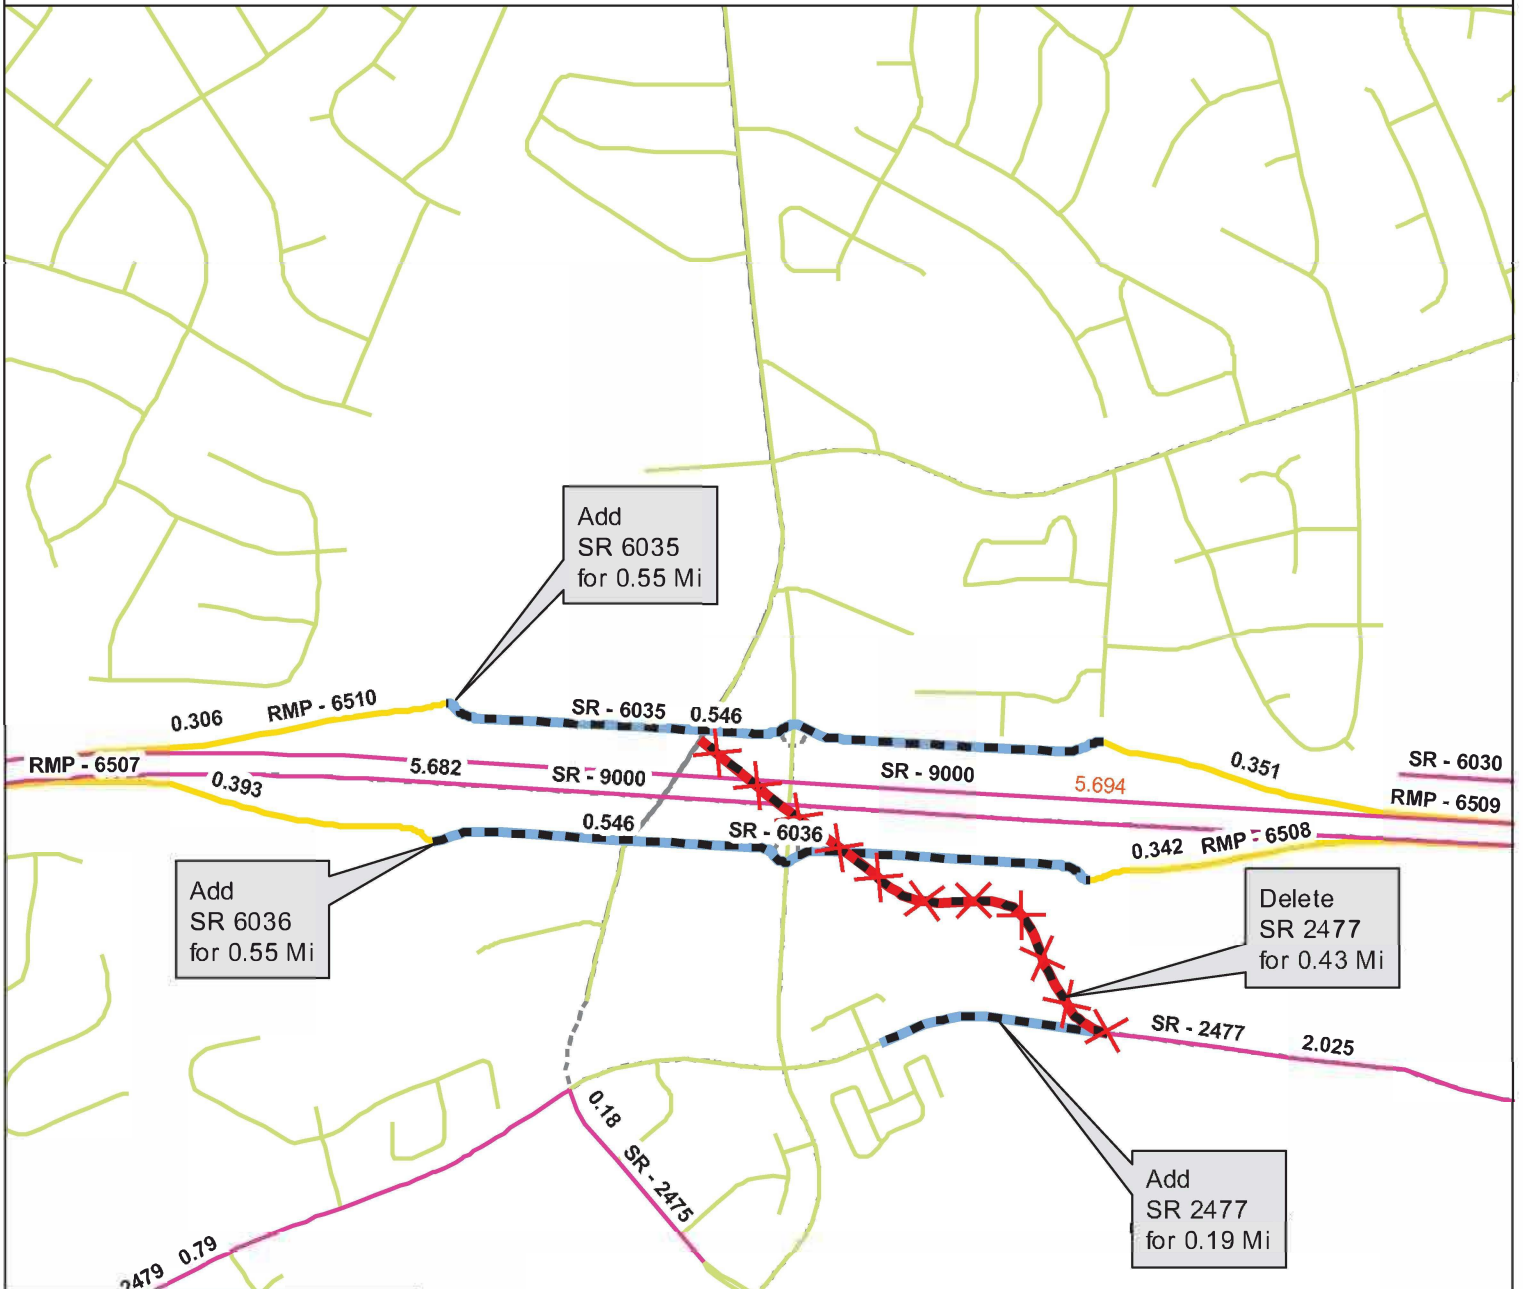 Add
SR 6035
for 0.55 Mi
0.306
RMP - 6510
SR - 6035
0.546
RMP - 6507
0.393
5.682
SR - 9000
SR - 9000
5.694
0.351
SR - 6030
RMP - 6509
0.546
SR - 6036
0.342
RMP - 6508
Add
SR 6036
for 0.55 Mi
Delete
SR 2477
for 0.43 Mi
SR - 2477
2.025
0.18
SR - 2475
Add
SR 2477
for 0.19 Mi
2479
0.79